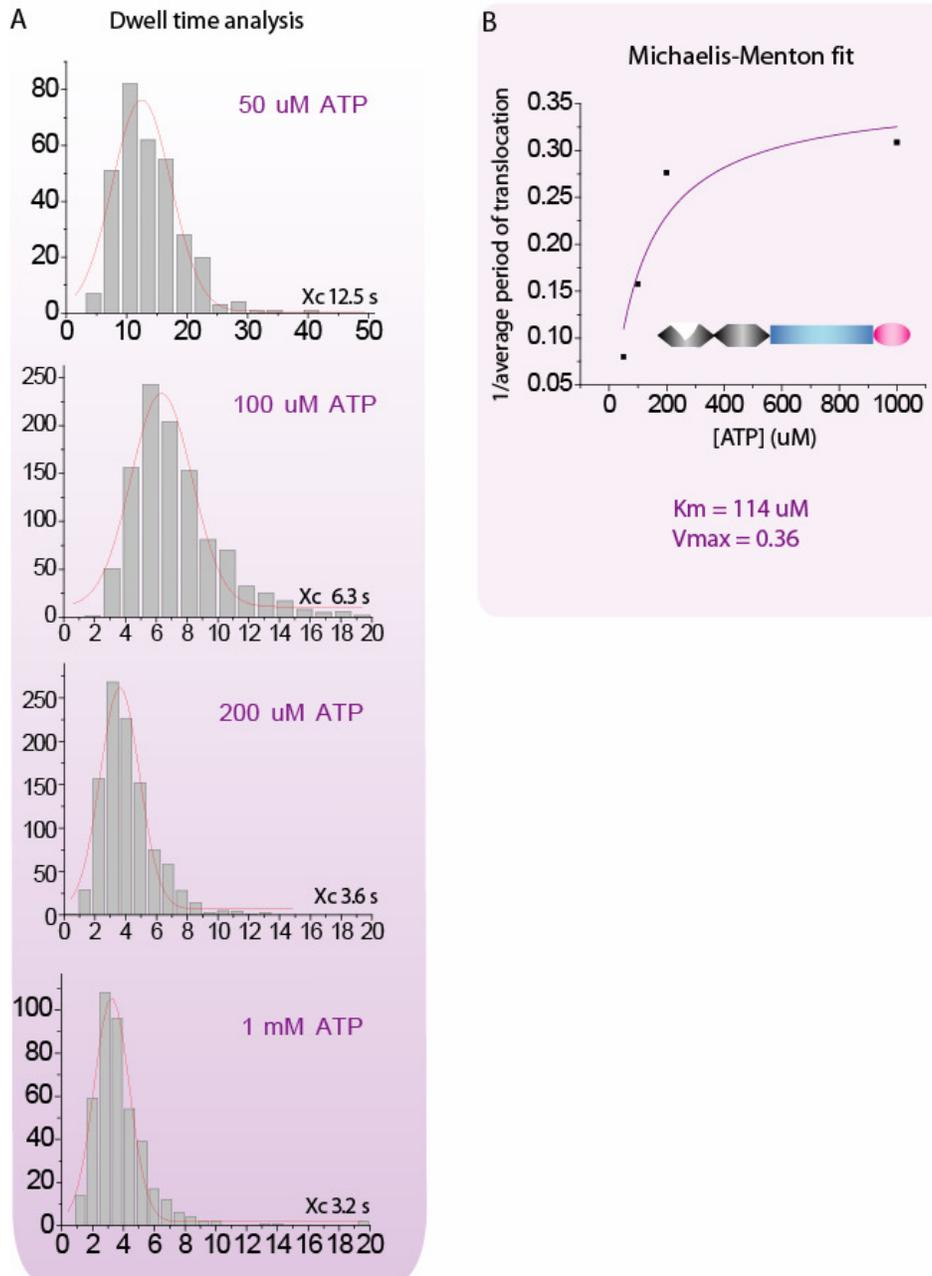 A
Dwell time analysis
80
60
40
20
0
50 uM ATP
Xc 12.5 s
0 10 20 30 40 50
250
200
150
100
50
0
100 uM ATP
Xc 6.3 s
0 2 4 6 8 10 12 14 16 18 20
250
200
150
100
50
0
200 uM ATP
Xc 3.6 s
0 2 4 6 8 10 12 14 16 18 20
100
80
60
40
20
0
1 mM ATP
Xc 3.2 s
0 2 4 6 8 10 12 14 16 18 20
B
Michaelis-Menton fit
1/average period of translocation
0.35
0.30
0.25
0.20
0.15
0.10
0.05
0 200 400 600 800 1000
[ATP] (uM)
Km = 114 uM
Vmax = 0.36